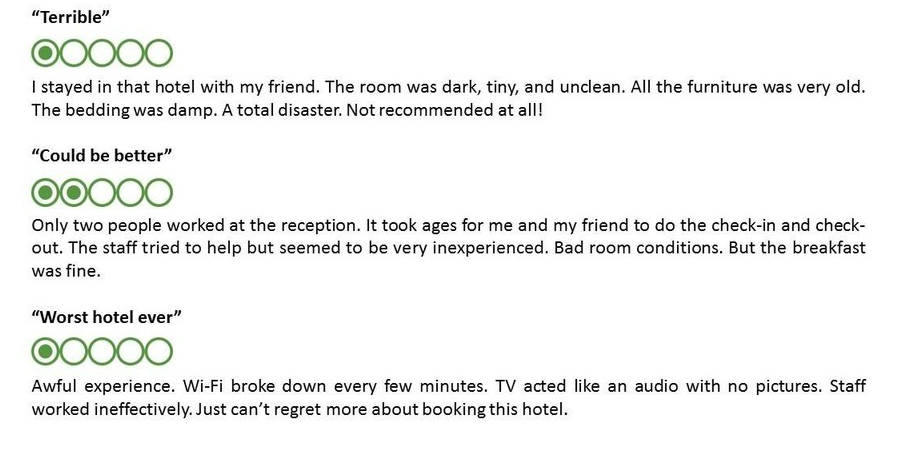 “Terrible”
I stayed in that hotel with my friend. The room was dark, tiny, and unclean. All the furniture was very old.
The bedding was damp. A total disaster. Not recommended at all!
“Could be better”
Only two people worked at the reception. It took ages for me and my friend to do the check-in and check-
out. The staff tried to help but seemed to be very inexperienced. Bad room conditions. But the breakfast
was fine.
“Worst hotel ever”
Awful experience. Wi-Fi broke down every few minutes. TV acted like an audio with no pictures. Staff
worked ineffectively. Just can’t regret more about booking this hotel.